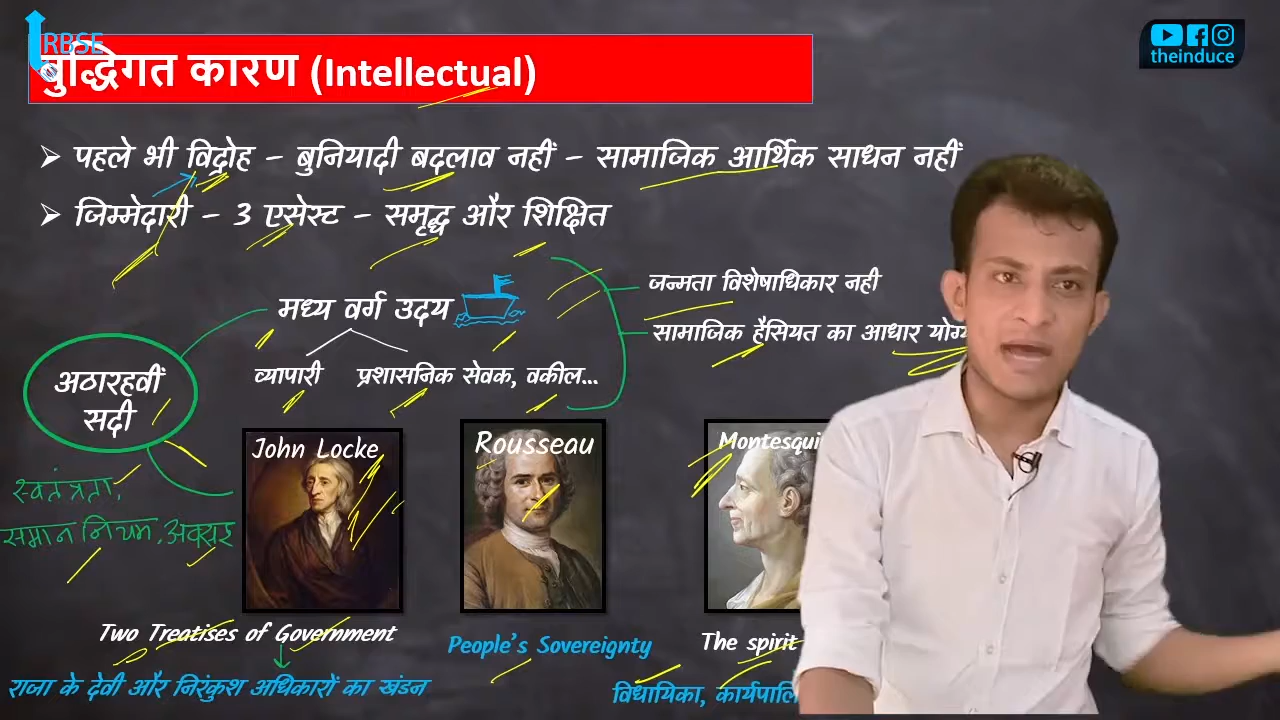 RBSE
theinduce
बुद्धिगत कारण (Intellectual)
पहले भी विद्रोह – बुनियादी बदलाव नहीं – सामाजिक आर्थिक साधन नहीं
जिम्मेदारी – 3 एसेस्ट – समृद्ध और शिक्षित
मध्य वर्ग उदय
व्यापारी प्रशासनिक सेवक, वकील...
जन्मता विशेषाधिकार नही
सामाजिक हैसियत का आधार
अठारहवीं
सदी
स्वतंत्रता,
समान नियम,
John Locke
Rousseau
Montesqui
Two Treatises of Government
People's Sovereignty
The spirit
राजा के देवी और निरंकुश अधिकारों का खंडन
विधायिका,